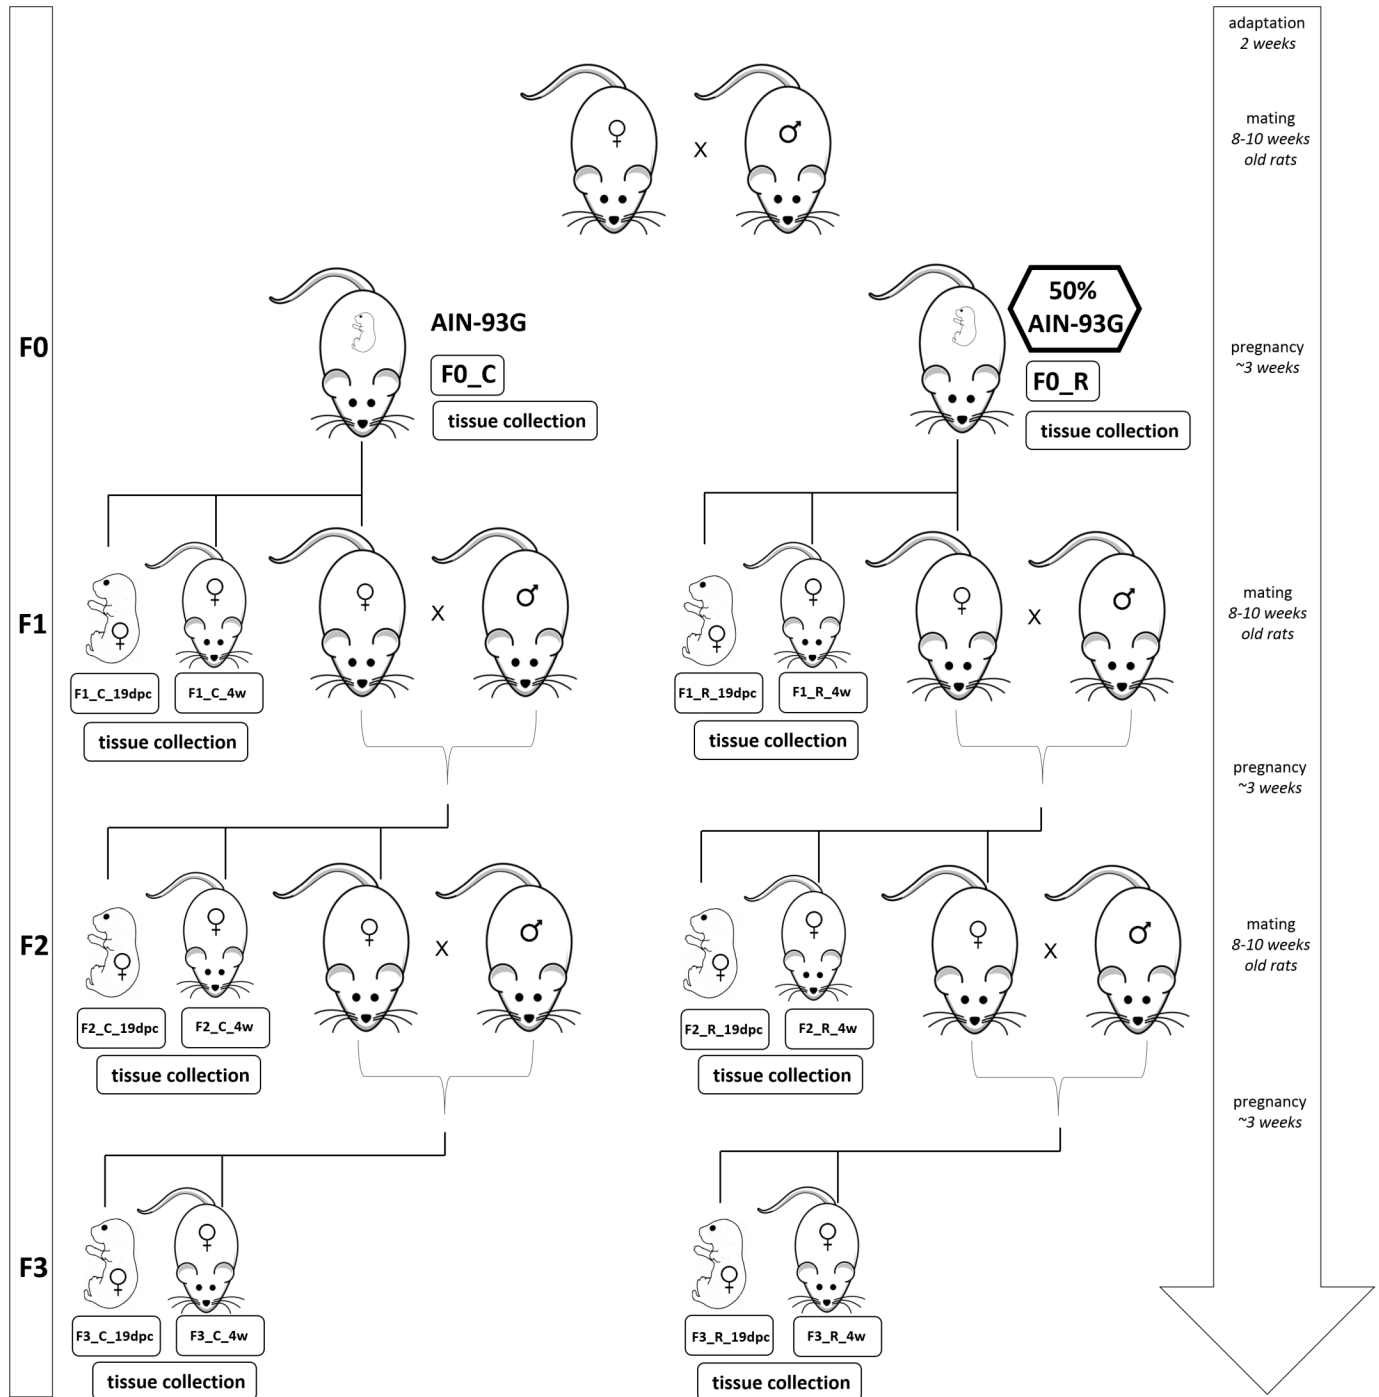 adaptation
2 weeks
X
mating
8-10 weeks
old rats
F0
AIN-93G
F0_C
tissue collection
50%
AIN-93G
F0_R
tissue collection
pregnancy
~3 weeks
F1
X
F1_C_19dpc
F1_C_4w
tissue collection
X
F1_R_19dpc
F1_R_4w
tissue collection
mating
8-10 weeks
old rats
pregnancy
~3 weeks
F2
X
F2_C_19dpc
F2_C_4w
tissue collection
X
F2_R_19dpc
F2_R_4w
tissue collection
mating
8-10 weeks
old rats
pregnancy
~3 weeks
F3
F3_C_19dpc
F3_C_4w
tissue collection
F3_R_19dpc
F3_R_4w
tissue collection